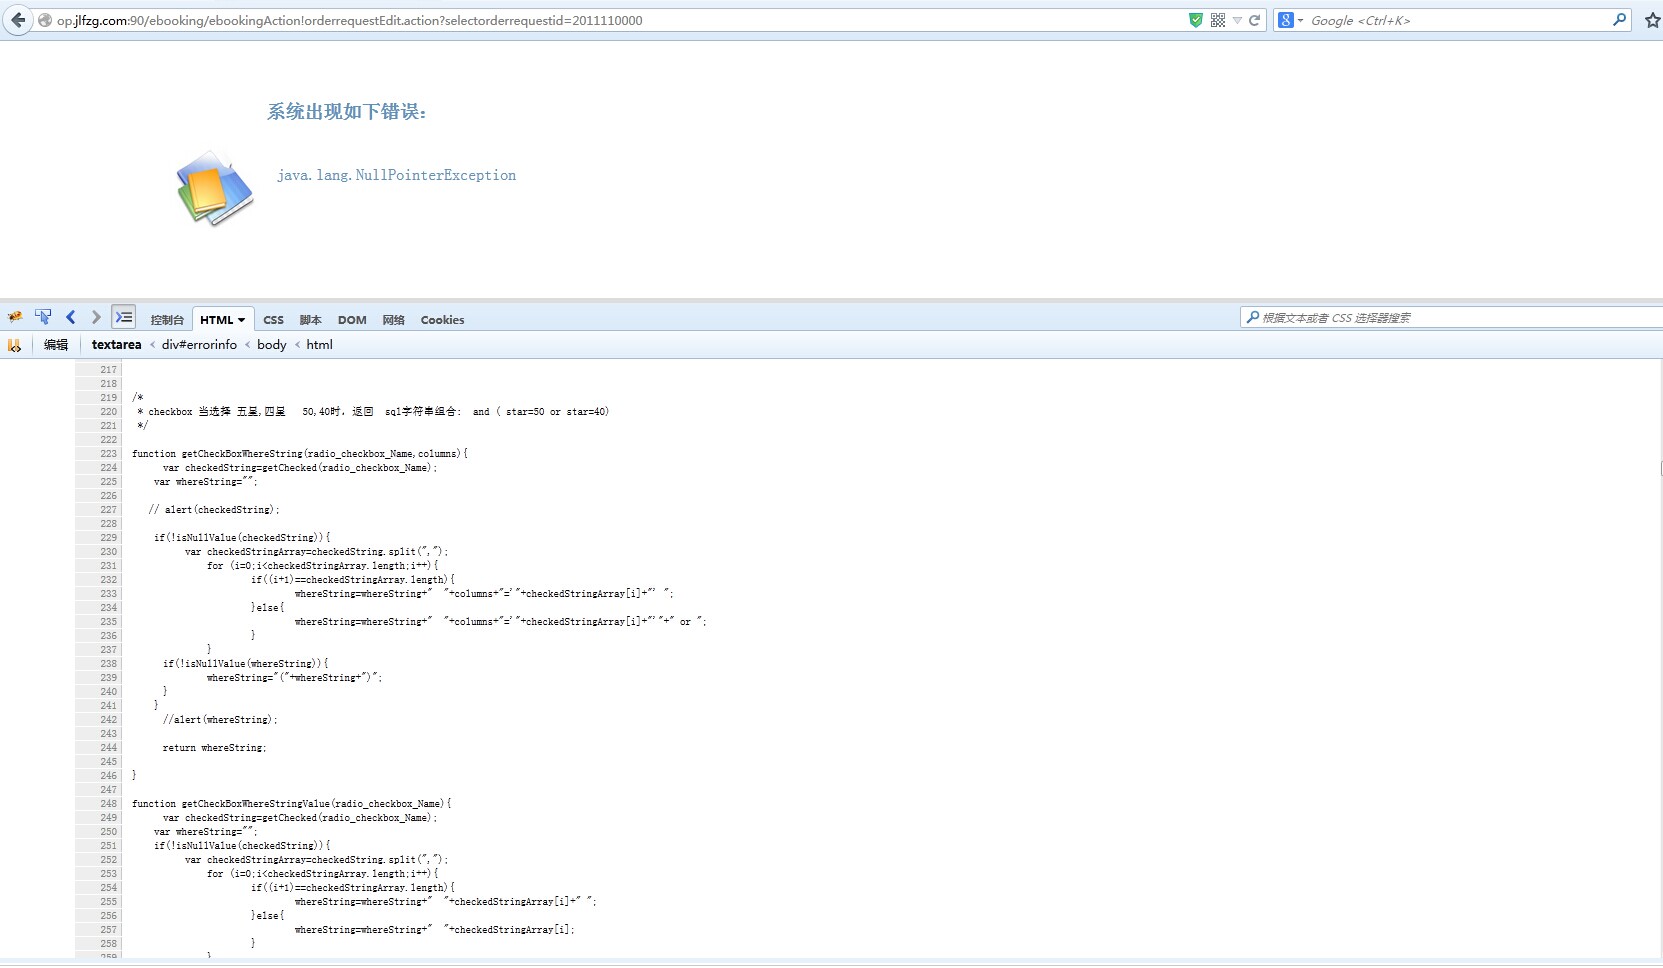 op.jlfzg.com:90/ebooking/ebookingAction!orderrequestEdit.action?selectorderrequestid=2011110000
8
Google <Ctrl+K>
系统出现如下错误：
java.lang.NullPointerException
控制台 HTML CSS 脚本 DOM 网络 Cookies
根据文本或者 CSS 选择器搜索
编辑 textarea < div#errorinfo < body < html
217
218
219 /*
220  * checkbox 当选择 五星,四星   50,40时，返回  sql字符串组合:  and ( star=50 or star=40)
221  */
222
223 function getCheckBoxWhereString(radio_checkbox_Name,columns){
224 var checkedString=getChecked(radio_checkbox_Name);
225 var whereString="";
226
227 // alert(checkedString);
228
229 if(!isNullValue(checkedString)){
230 var checkedStringArray=checkedString.split(",");
231 for (i=0;i<checkedStringArray.length;i++){
232 if((i+1)==checkedStringArray.length){
233 whereString=whereString+"  "+columns+"='"+checkedStringArray[i]+"' ";
234 }else{
235 whereString=whereString+"  "+columns+"='"+checkedStringArray[i]+"'"+" or ";
236 }
237 }
238 if(!isNullValue(whereString)){
239 whereString="("+whereString+")";
240 }
241 }
242 //alert(whereString);
243
244 return whereString;
245
246 }
247
248 function getCheckBoxWhereStringValue(radio_checkbox_Name){
249 var checkedString=getChecked(radio_checkbox_Name);
250 var whereString="";
251 if(!isNullValue(checkedString)){
252 var checkedStringArray=checkedString.split(",");
253 for (i=0;i<checkedStringArray.length;i++){
254 if((i+1)==checkedStringArray.length){
255 whereString=whereString+"  "+checkedStringArray[i]+" ";
256 }else{
257 whereString=whereString+"  "+checkedStringArray[i];
258 }
259 }